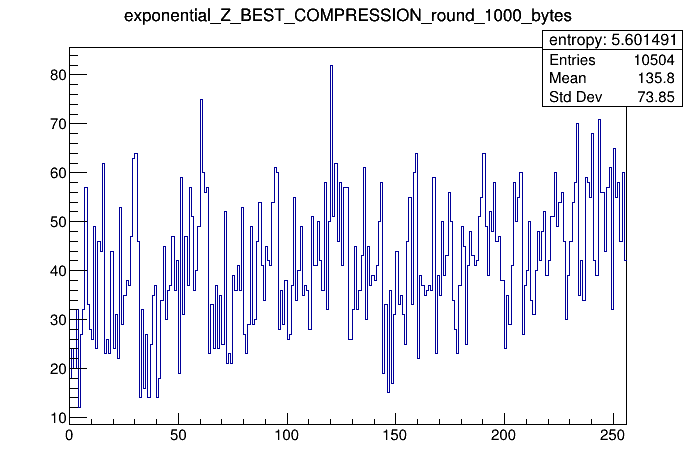 exponential_Z_BEST_COMPRESSION_round_1000_bytes
entropy: 5.601491
Entries 10504
Mean 135.8
Std Dev 73.85
80
70
60
50
40
30
20
10
0 50 100 150 200 250